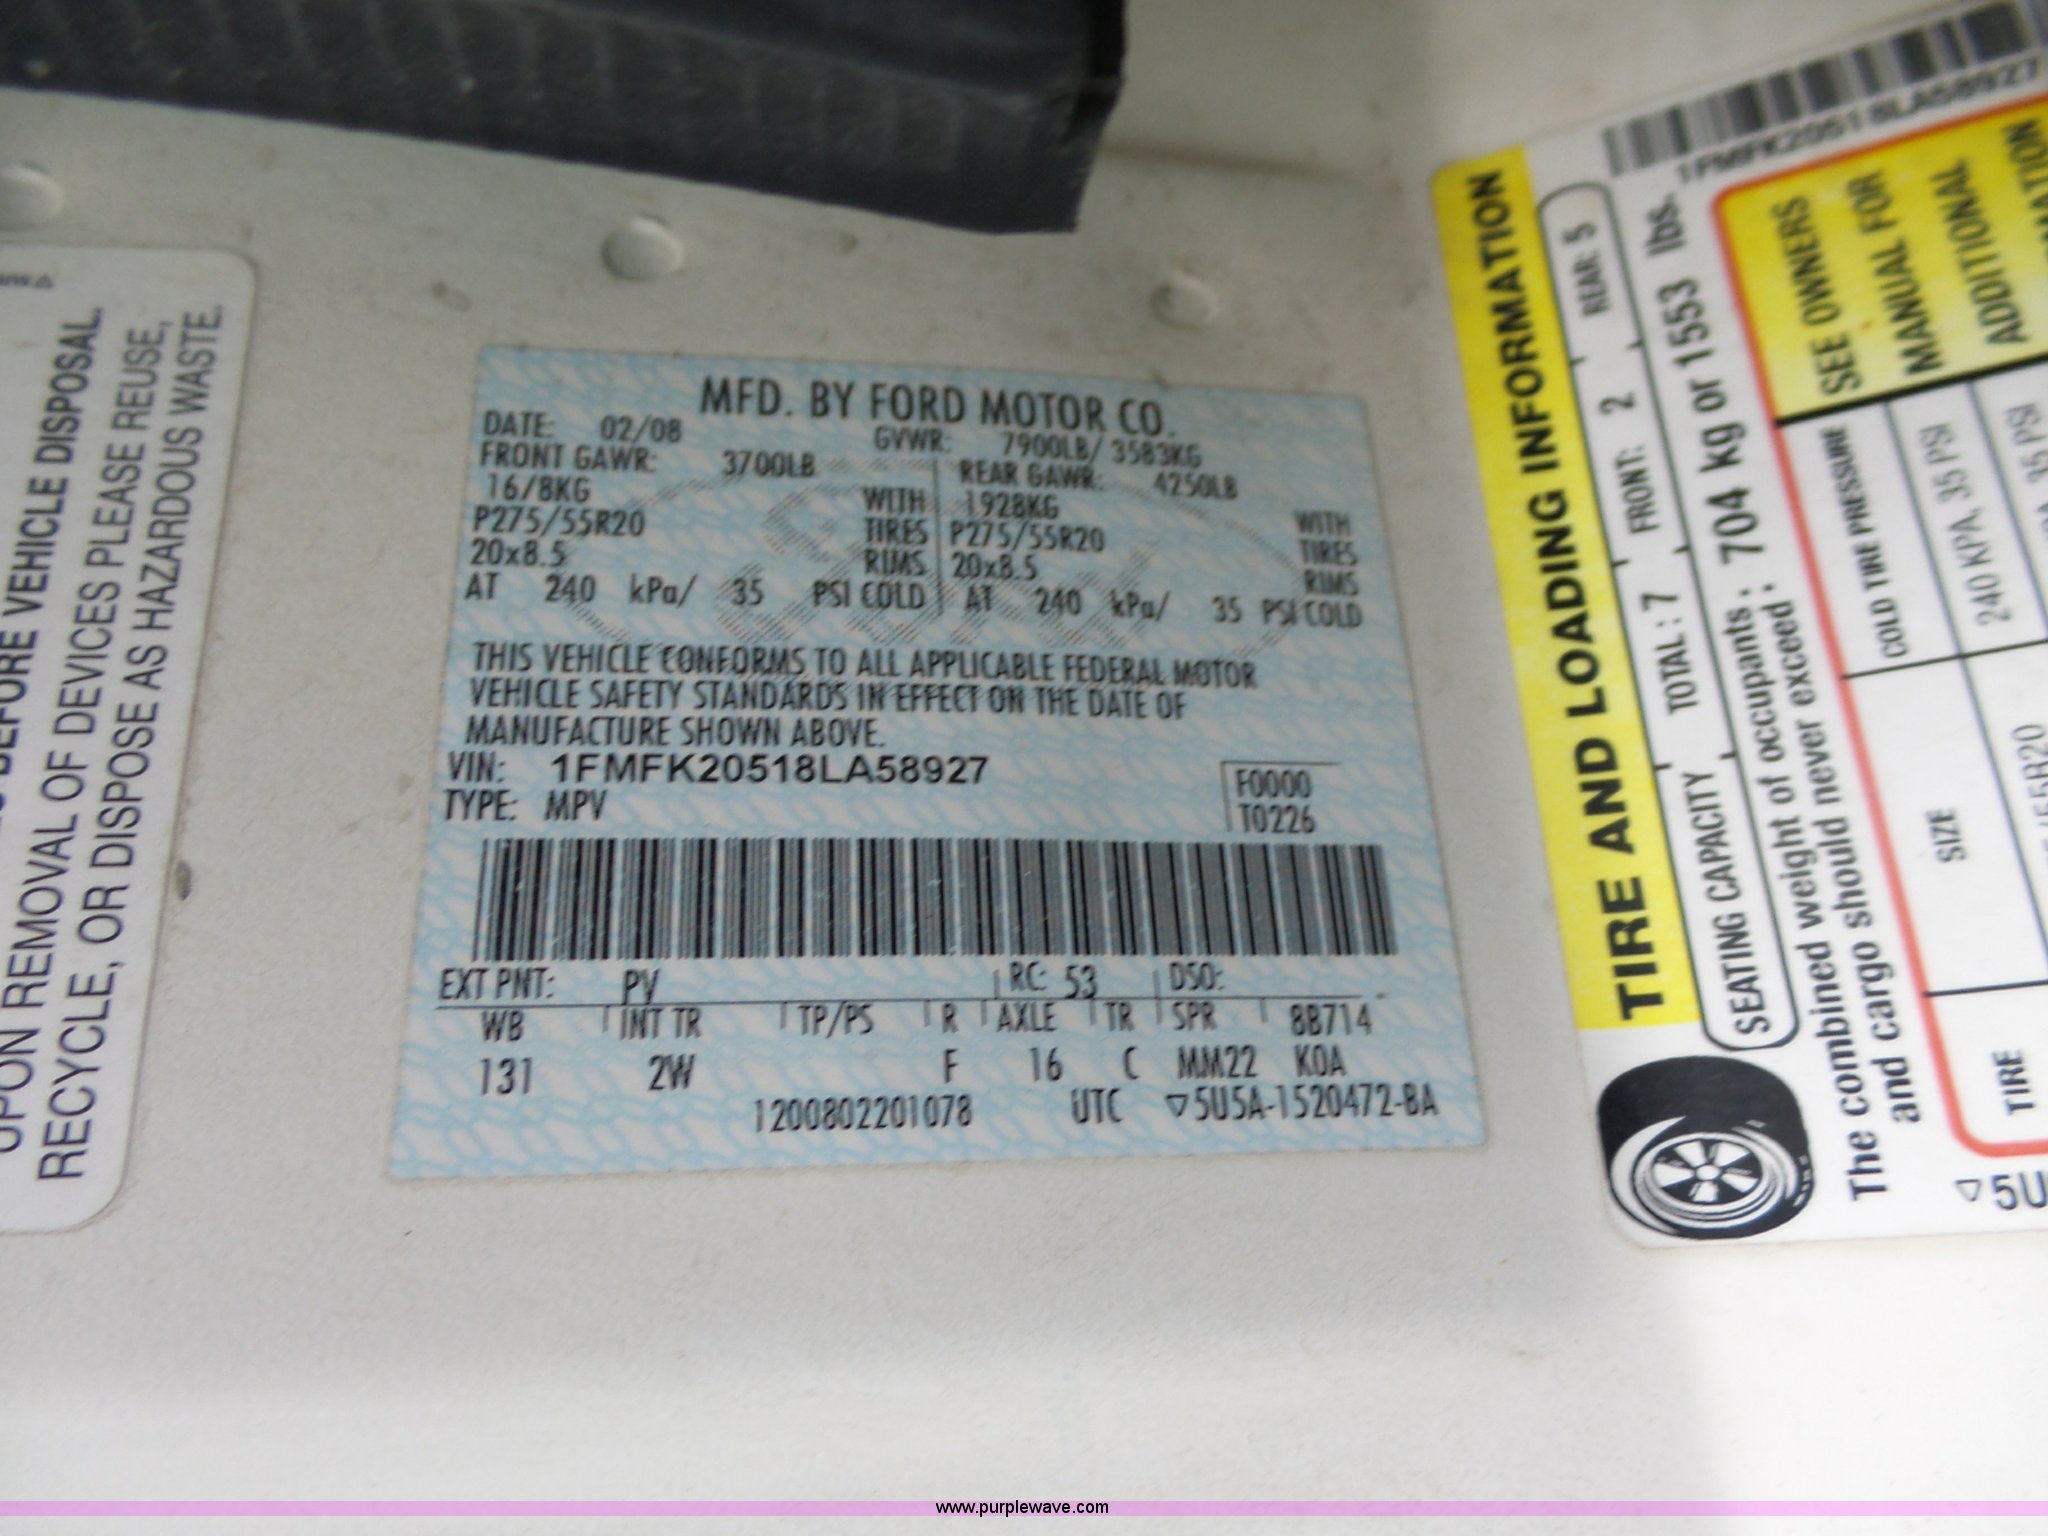 BEFORE VEHICLE DISPOSAL.
UPON REMOVAL OF DEVICES PLEASE REUSE,
RECYCLE, OR DISPOSE AS HAZARDOUS WASTE.
MFD. BY FORD MOTOR CO.
DATE: 02/08 GVWR: 7900LB/ 3583KG
FRONT GAWR: 3700LB REAR GAWR: 4250LB
16/8KG WITH 1928KG WITH
P275/55R20 TIRES P275/55R20 TIRES
20x8.5 RIMS 20x8.5 RIMS
AT 240 kPa/ 35 PSI COLD AT 240 kPa/ 35 PSI COLD
THIS VEHICLE CONFORMS TO ALL APPLICABLE FEDERAL MOTOR
VEHICLE SAFETY STANDARDS IN EFFECT ON THE DATE OF
MANUFACTURE SHOWN ABOVE.
VIN: 1FMFK20518LA58927
F0000
TYPE: MPV
T0226
EXT PNT: PV RC: 53 DSO:
WB INT TR TP/PS R AXLE TR SPR 8B714
131 2W F 16 C MM22 KOA
1200802201078 UTC ▽5U5A-1520472-BA
1FMFK20518LA58927
TIRE AND LOADING INFORMATION
SEATING CAPACITY TOTAL: 7 FRONT: 2 REAR: 5
The combined weight of occupants : 704 kg or 1553 lbs.
and cargo should never exceed :
TIRE SIZE COLD TIRE PRESSURE
240 KPA, 35 PSI
35 PSI
SEE OWNERS
MANUAL FOR
ADDITIONAL
▽5U
www.purplewave.com